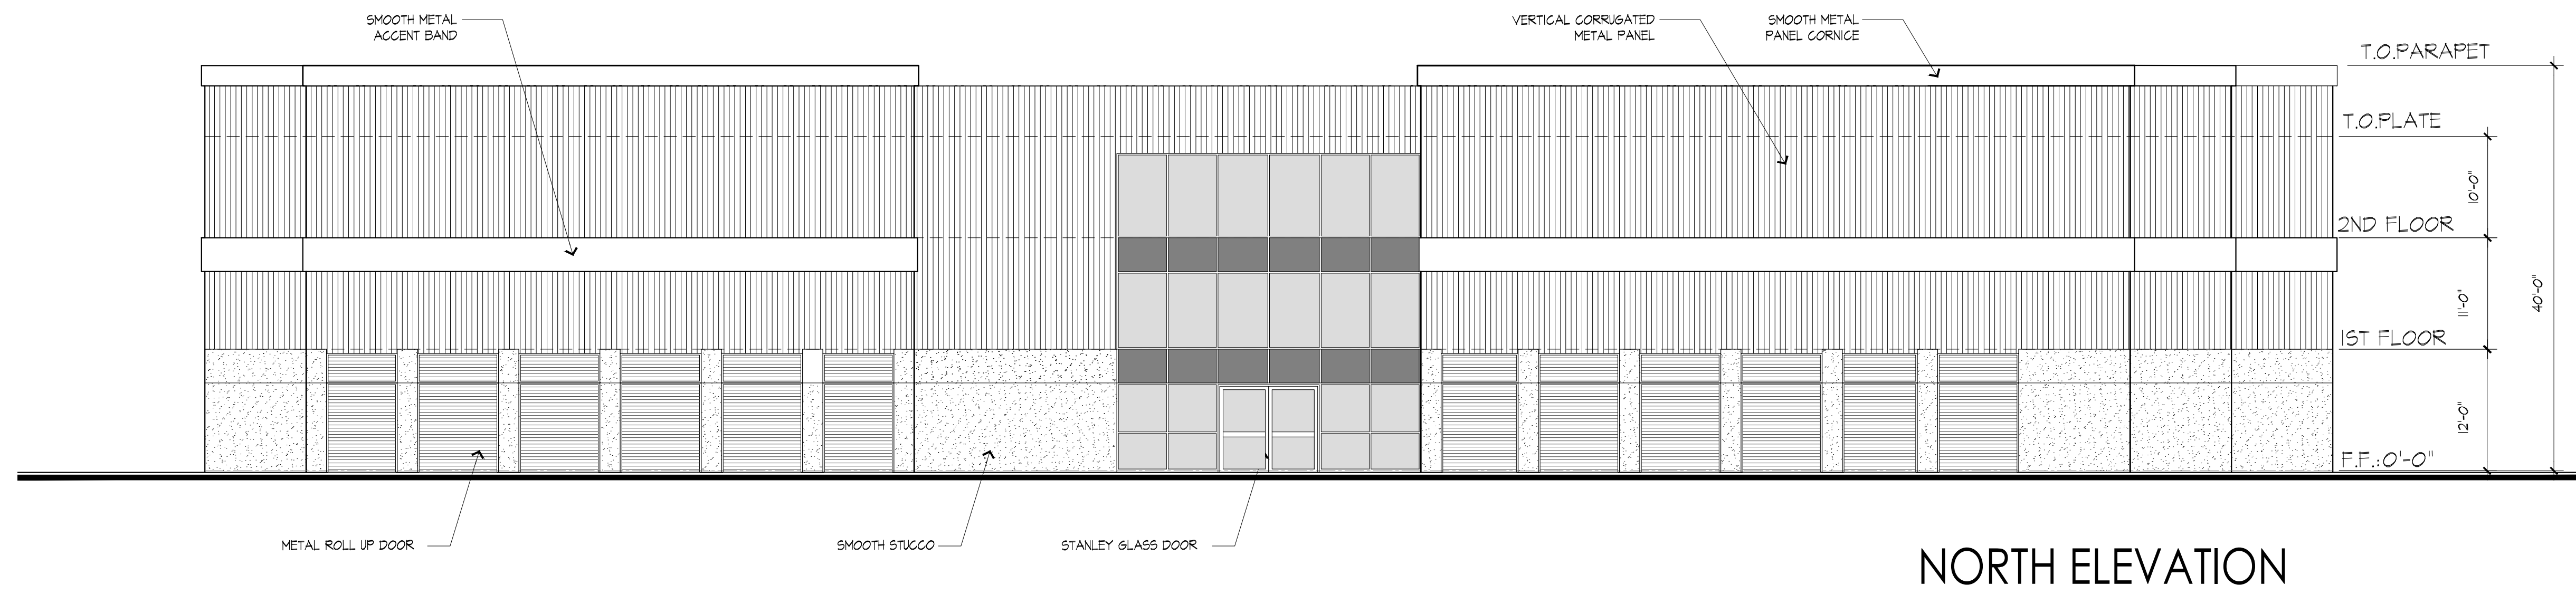 SMOOTH METAL
ACCENT BAND
VERTICAL CORRUGATED
METAL PANEL
SMOOTH METAL
PANEL CORNICE
T.O.PARAPET
T.O.PLATE
10'-0"
2ND FLOOR
11'-0"
40'-0"
1ST FLOOR
12'-0"
F.F.:0'-0"
METAL ROLL UP DOOR
SMOOTH STUCCO
STANLEY GLASS DOOR
NORTH ELEVATION